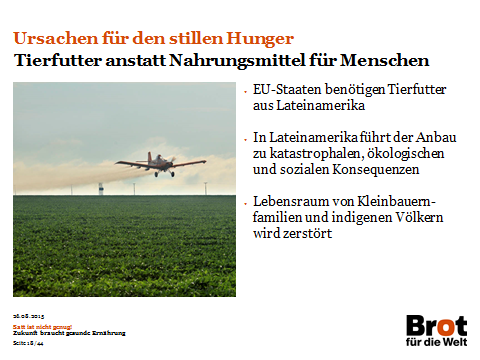 Ursachen für den stillen Hunger
Tierfutter anstatt Nahrungsmittel für Menschen
EU-Staaten benötigen Tierfutter
aus Lateinamerika
In Lateinamerika führt der Anbau
zu katastrophalen, ökologischen
und sozialen Konsequenzen
Lebensraum von Kleinbauern-
familien und indigenen Völkern
wird zerstört
26.08.2015
Satt ist nicht genug!
Zukunft braucht gesunde Ernährung
Seite 18/44
Brot
für die Welt